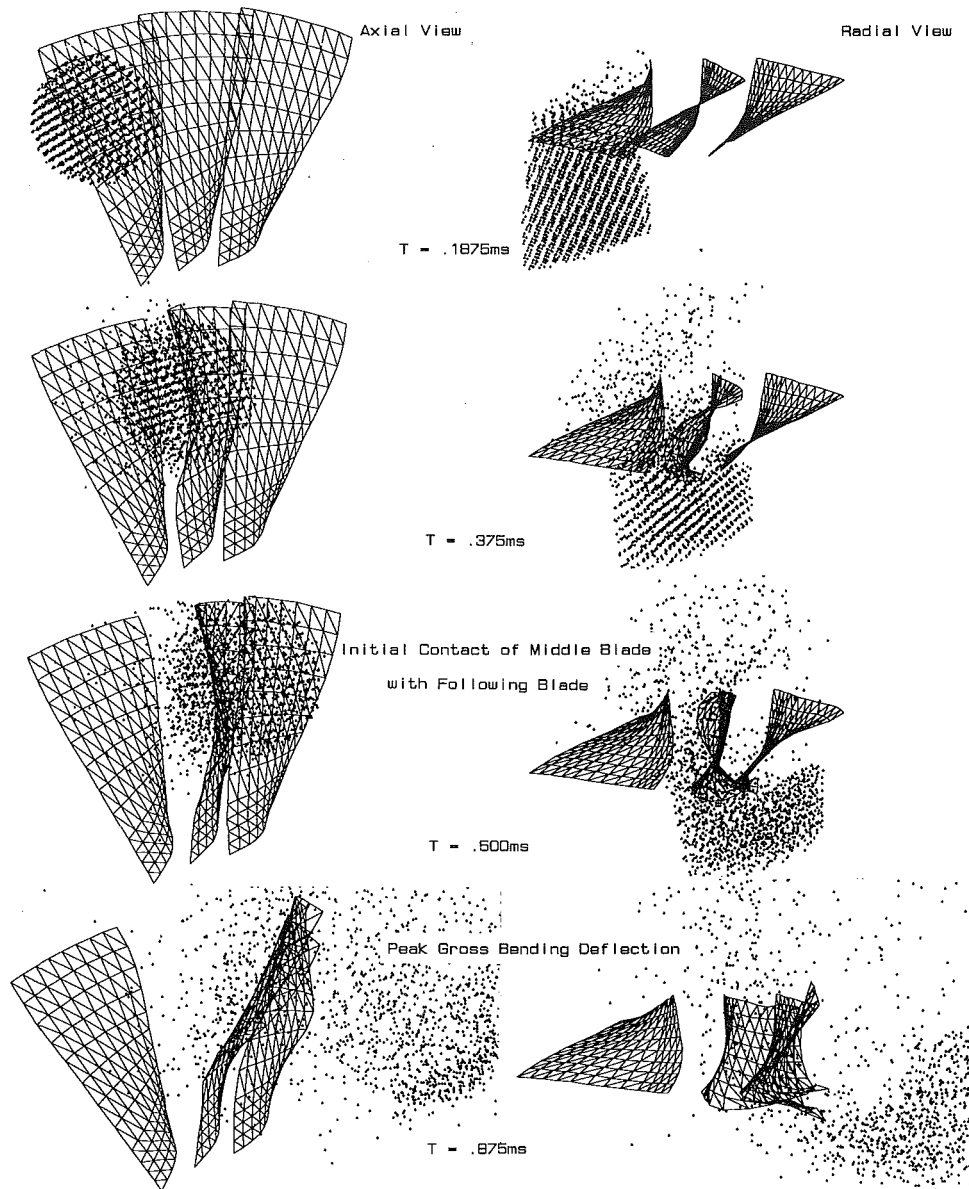 Axial View
Radial View
T = .1875ms
T = .375ms
Initial Contact of Middle Blade
with Following Blade
T = .500ms
Peak Gross Bending Deflection
T = .875ms